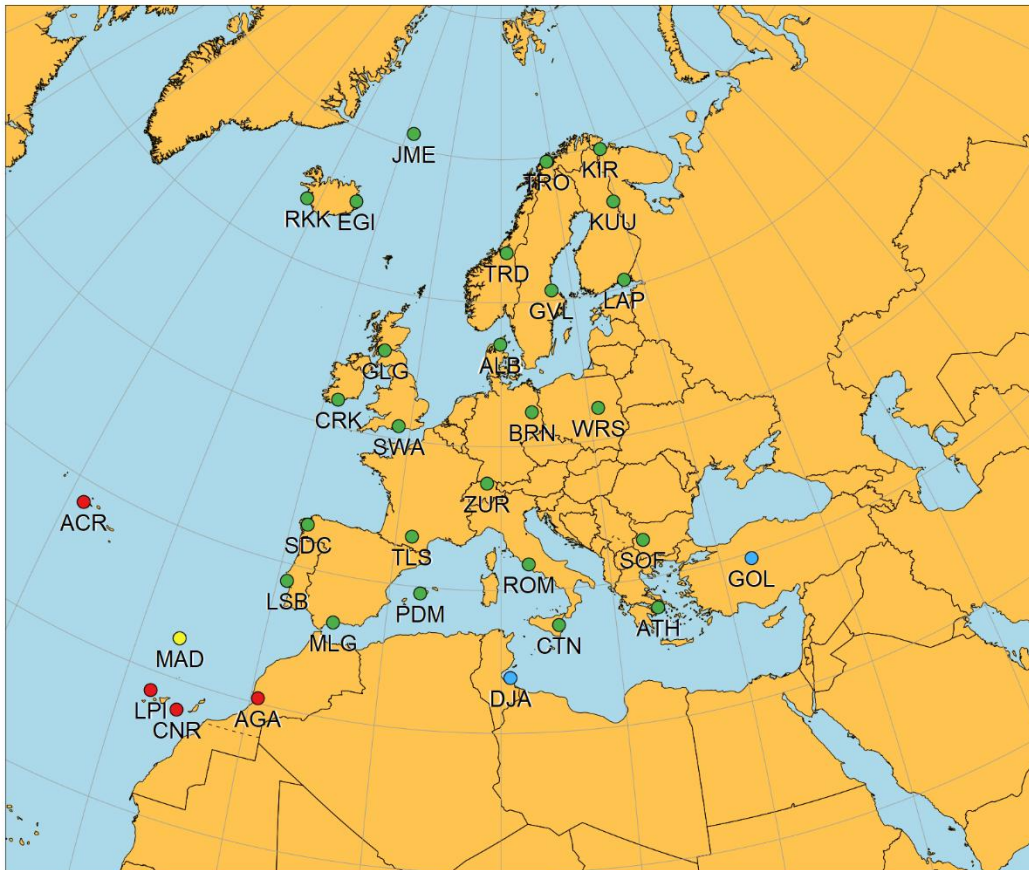 JME
TRO
KIR
RKK
EGI
KUU
TRD
GVL
LAP
GLG
ALB
CRK
SWA
BRN
WRS
ZUR
ACR
SDC
TLS
SOF
GOL
ROM
LSB
PDM
ATH
MLG
CTN
MAD
DJA
LPI
CNR
AGA